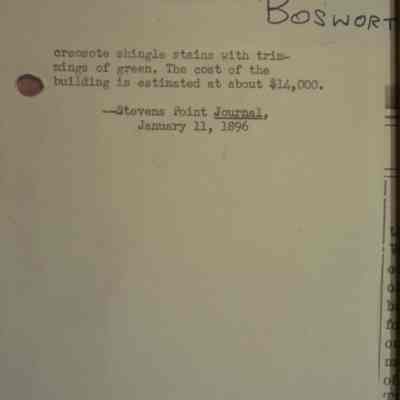 BOSWORT
creosote shingle stains with trim-
mings of green. The cost of the
building is estimated at about $14,000.
—Stevens Point Journal,
January 11, 1896